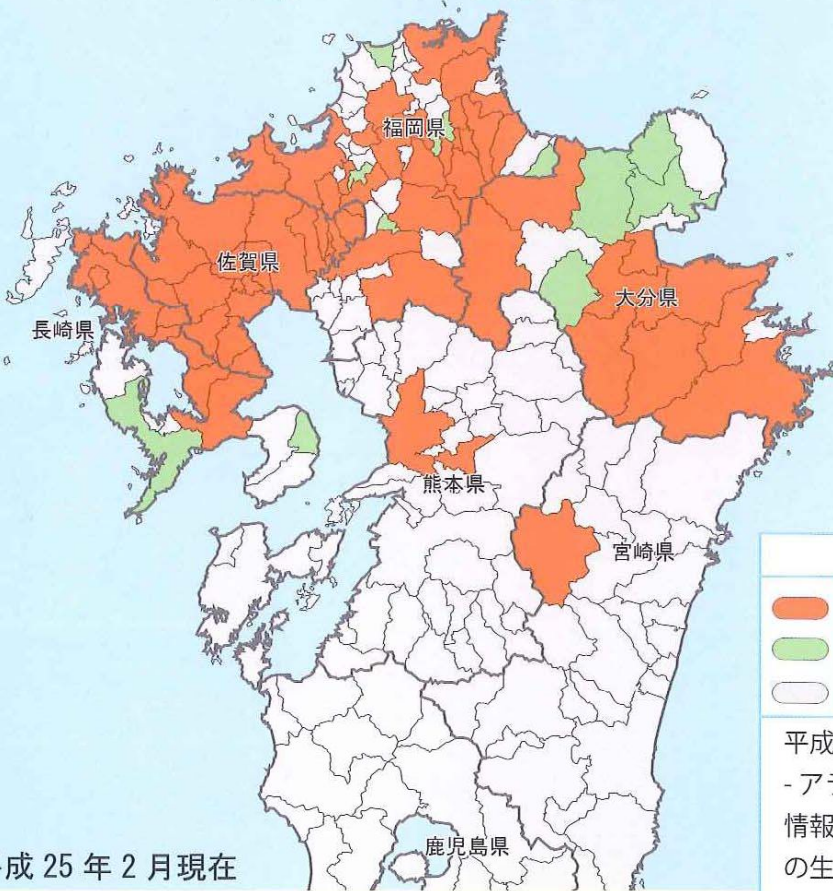 福岡県
佐賀県
大分県
長崎県
熊本県
宮崎県
平成
- アラ
情報
の生
鹿児島県
成 25 年 2 月現在